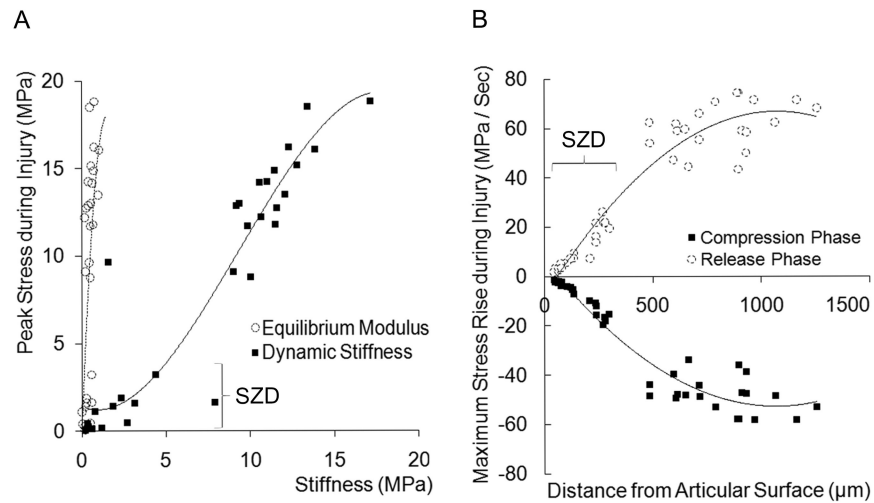 A
Peak Stress during Injury (MPa)
20
15
10
5
0
0
5
10
15
20
Stiffness (MPa)
Equilibrium Modulus
Dynamic Stiffness
SZD
B
Maximum Stress Rise during Injury (MPa / Sec)
80
60
40
20
0
-20
-40
-60
-80
0
500
1000
1500
SZD
Compression Phase
Release Phase
Distance from Articular Surface (µm)